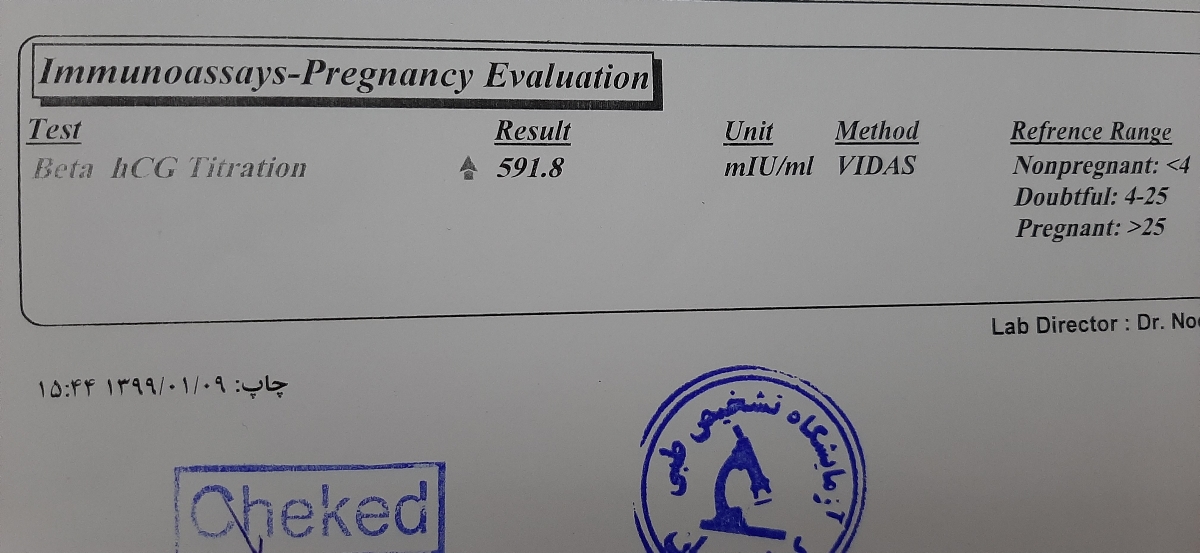 Immunoassays-Pregnancy Evaluation
Test Result Unit Method Refrence Range
Beta hCG Titration 591.8 mIU/ml VIDAS Nonpregnant: <4
Doubtful: 4-25
Pregnant: >25
Lab Director : Dr.
چاپ: ۱۳۹۹/۰۱/۰۹ ۱۵:۴۴
آزمایشگاه تشخیص طبی
Cheked